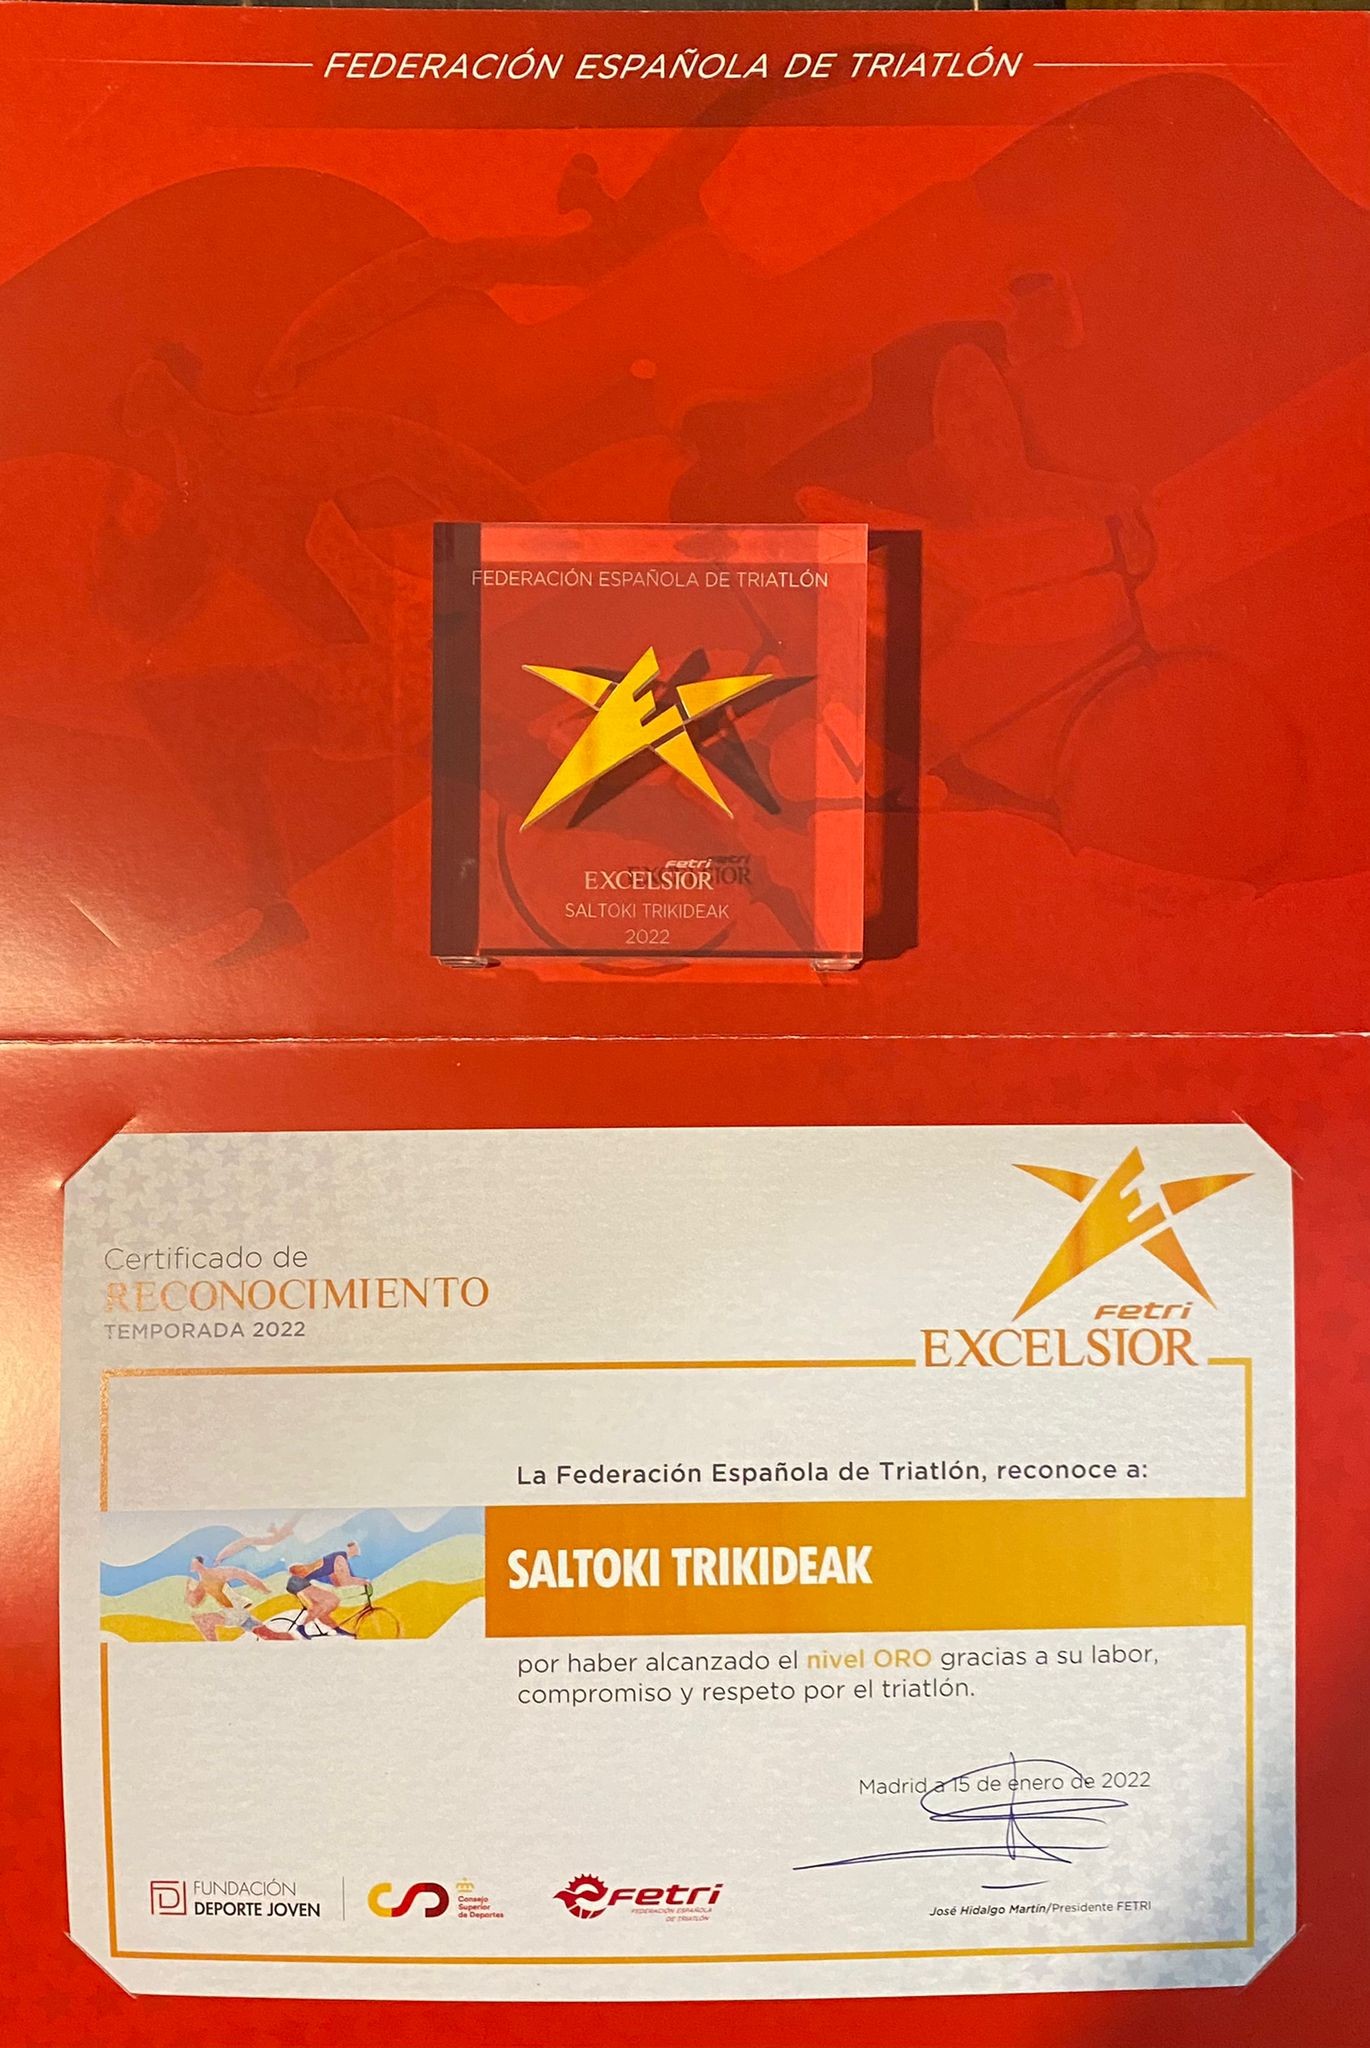 FEDERACIÓN ESPAÑOLA DE TRIATLÓN
FEDERACIÓN ESPAÑOLA DE TRIATLÓN
Fetri
EXCELSIOR
SALTOKI TRIKIDEAK
2022
Certificado de
RECONOCIMIENTO
TEMPORADA 2022
Fetri
EXCELSIOR
La Federación Española de Triatlón, reconoce a:
SALTOKI TRIKIDEAK
por haber alcanzado el nivel ORO gracias a su labor,
compromiso y respeto por el triatlón.
Madrid a 15 de enero de 2022
José Hidalgo Martín/Presidente FETRI
FUNDACIÓN
DEPORTE JOVEN
Consejo
Superior
de Deportes
Fetri
FEDERACIÓN ESPAÑOLA
DE TRIATLÓN